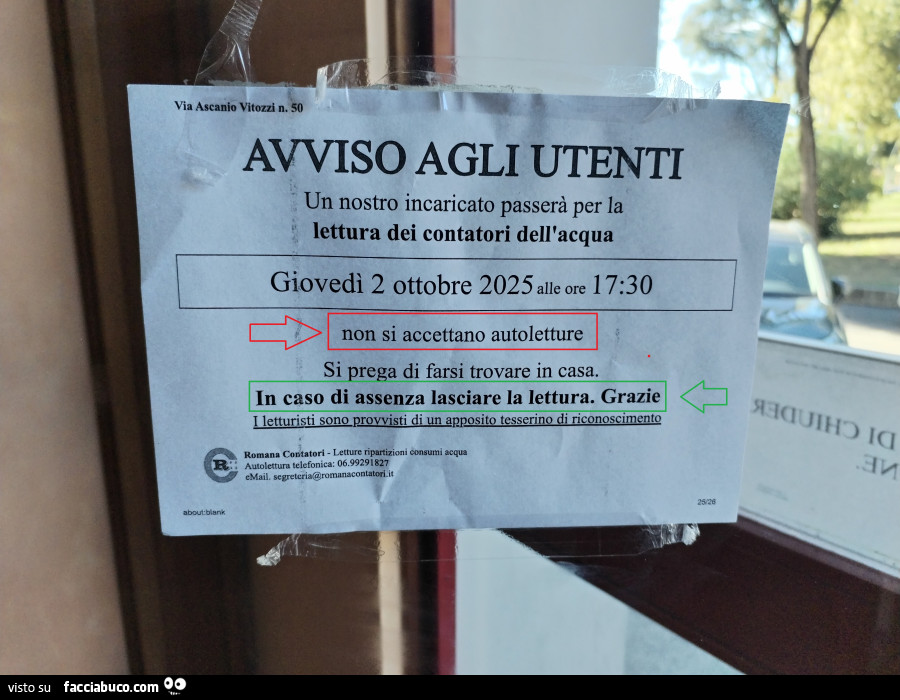 Via Ascanio Vitozzi n. 50
AVVISO AGLI UTENTI
Un nostro incaricato passerà per la
lettura dei contatori dell'acqua
Giovedì 2 ottobre 2025 alle ore 17:30
non si accettano autoletture
Si prega di farsi trovare in casa.
In caso di assenza lasciare la lettura. Grazie
I letturisti sono provvisti di un apposito tesserino di riconoscimento
R
Romana Contatori - Letture ripartizioni consumi acqua
Autolettura telefonica: 06.99291827
eMail. segreteria@romanacontatori.it
about:blank
25/26
DI CHIUDER
NE.
visto su facciabuco.com